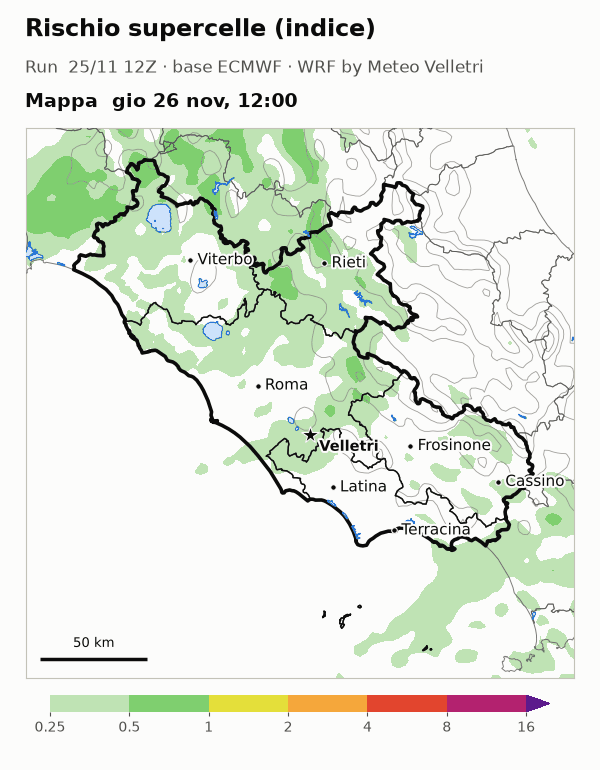 Rischio supercelle (indice)
Run  25/11 12Z · base ECMWF · WRF by Meteo Velletri
Mappa  gio 26 nov, 12:00
Viterbo
Rieti
Roma
Velletri
Frosinone
Cassino
Latina
Terracina
50 km
0.25 0.5 1 2 4 8 16